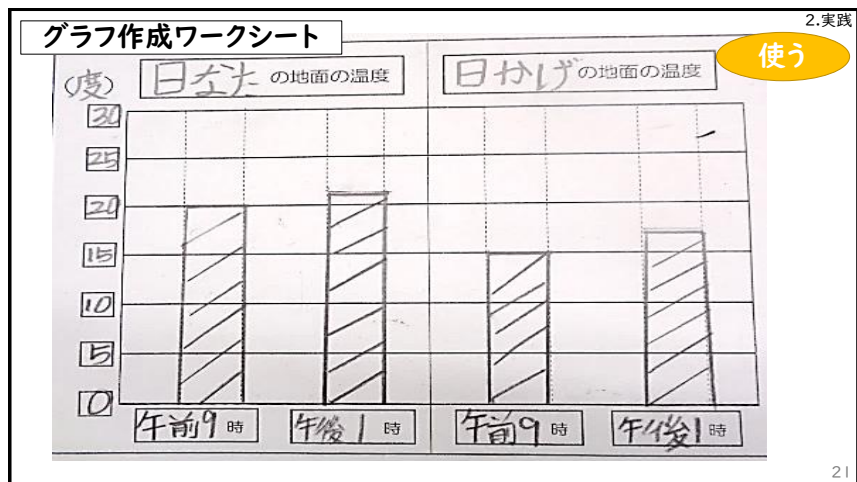 2.実践
グラフ作成ワークシート
使う
(度)
日なたの地面の温度
日かげの地面の温度
30
25
20
15
10
5
0
午前9時
午後1時
午前9時
午後1時
21